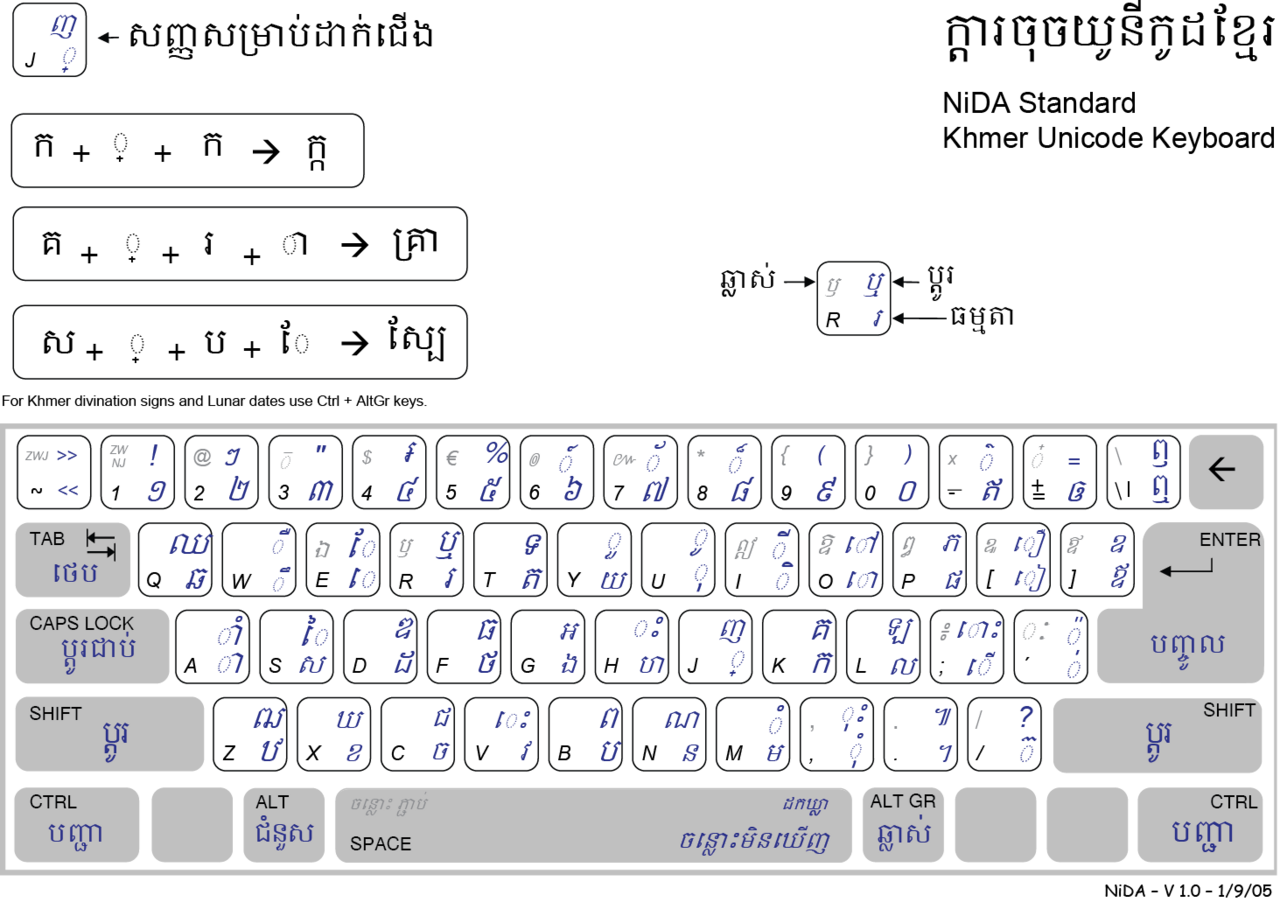 ក្ដារចុចយូនីកូដខ្មែរ
NiDA Standard
Khmer Unicode Keyboard
ញ
J ្
← សញ្ញសម្រាប់ដាក់ជើង
ក + ្ + ក → ក្ក
គ + ្ + រ + ា → គ្រា
ស + ្ + ប + ែ → ស្បែ
ឆ្លាស់ → ឫ ឬ ← ប្ដូរ
R រ ← ធម្មតា
For Khmer divination signs and Lunar dates use Ctrl + AltGr keys.
ZWJ >> ZWNJ ! @ ៗ " $ ៛ € % @ ៍ ័ * ៏ { ( } ) x ៌ = \ ឭ ←
~ << 1 ១ 2 ២ 3 ៣ 4 ៤ 5 ៥ 6 ៦ 7 ៧ 8 ៨ 9 ៩ 0 ០ ឥ ± ឲ \| ឮ
TAB ឈ ឺ ឯ ែ ឫ ឬ ទ ួ ូ ឦ ី ឱ ៅ ឰ ភ ឿ ឳ ឧ ENTER
ថេប Q ឆ W ឹ E េ R រ T ត Y យ U ុ I ិ O ោ P ផ [ ៀ ] ឪ
CAPS LOCK ាំ ៃ ឌ ធ អ ះ ញ គ ឡ ៖ ោះ ៈ ៉
ប្ដូរជាប់ A ា S ស D ដ F ថ G ង H ហ J ្ K ក L ល ; ើ ់ បញ្ចូល
SHIFT ឍ ឃ ជ េះ ព ណ ំ , ុះ . ៕ / ? SHIFT
ប្ដូរ Z ឋ X ខ C ច V វ B ប N ន M ម , ុំ . ។ / ៊ ប្ដូរ
CTRL ALT ចន្លោះ ភ្ជាប់ ដកឃ្លា ALT GR CTRL
បញ្ជា ជំនួស SPACE ចន្លោះមិនឃើញ ឆ្លាស់ បញ្ជា
NiDA - V 1.0 - 1/9/05